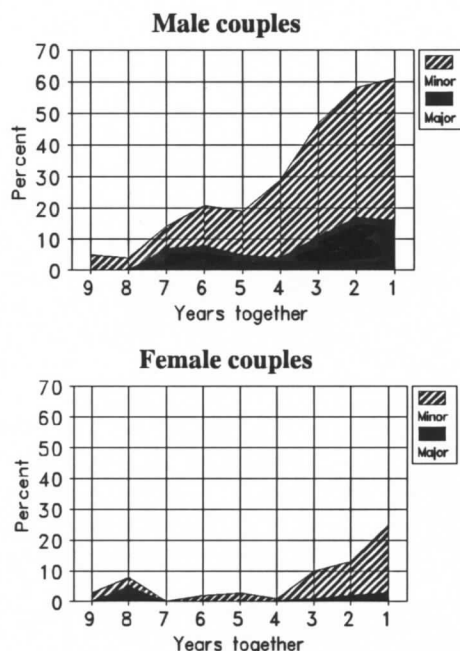 Male couples
70
60
50
40
30
20
10
0
Percent
9 8 7 6 5 4 3 2 1
Years together
Minor
Major
Female couples
70
60
50
40
30
20
10
0
Percent
9 8 7 6 5 4 3 2 1
Years together
Minor
Major